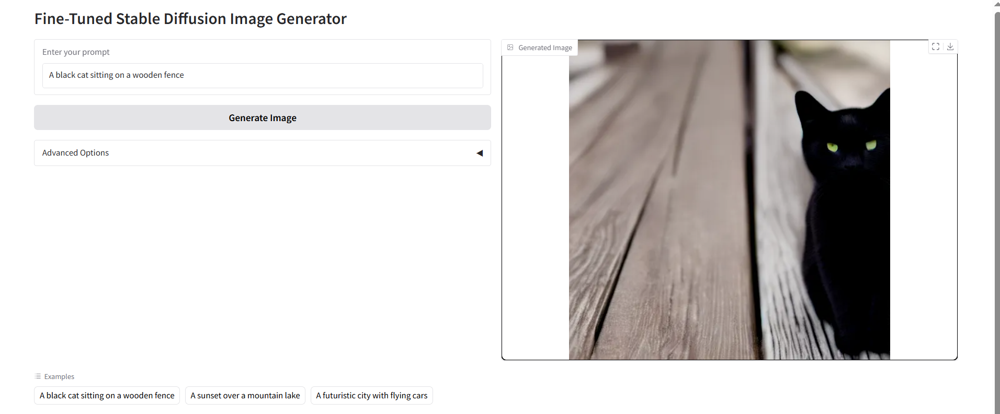 Fine-Tuned Stable Diffusion Image Generator
Enter your prompt
A black cat sitting on a wooden fence
Generate Image
Advanced Options
Generated Image
Examples
A black cat sitting on a wooden fence
A sunset over a mountain lake
A futuristic city with flying cars